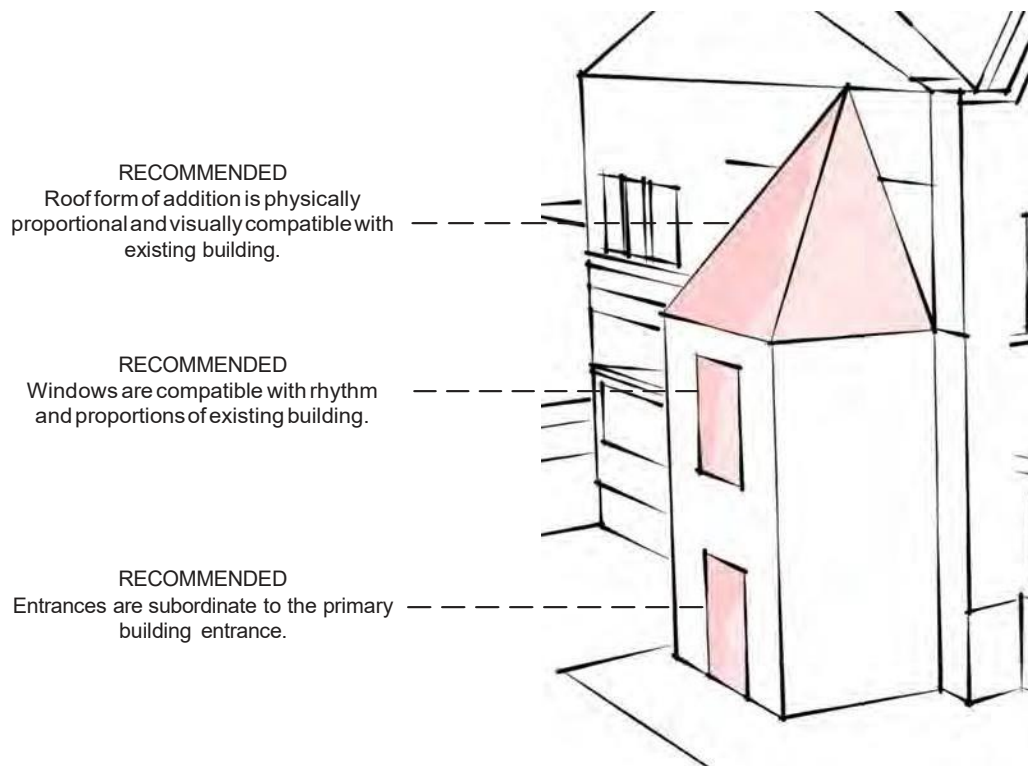 RECOMMENDED
Roof form of addition is physically
proportional and visually compatible with
existing building.
RECOMMENDED
Windows are compatible with rhythm
and proportions of existing building.
RECOMMENDED
Entrances are subordinate to the primary
building entrance.